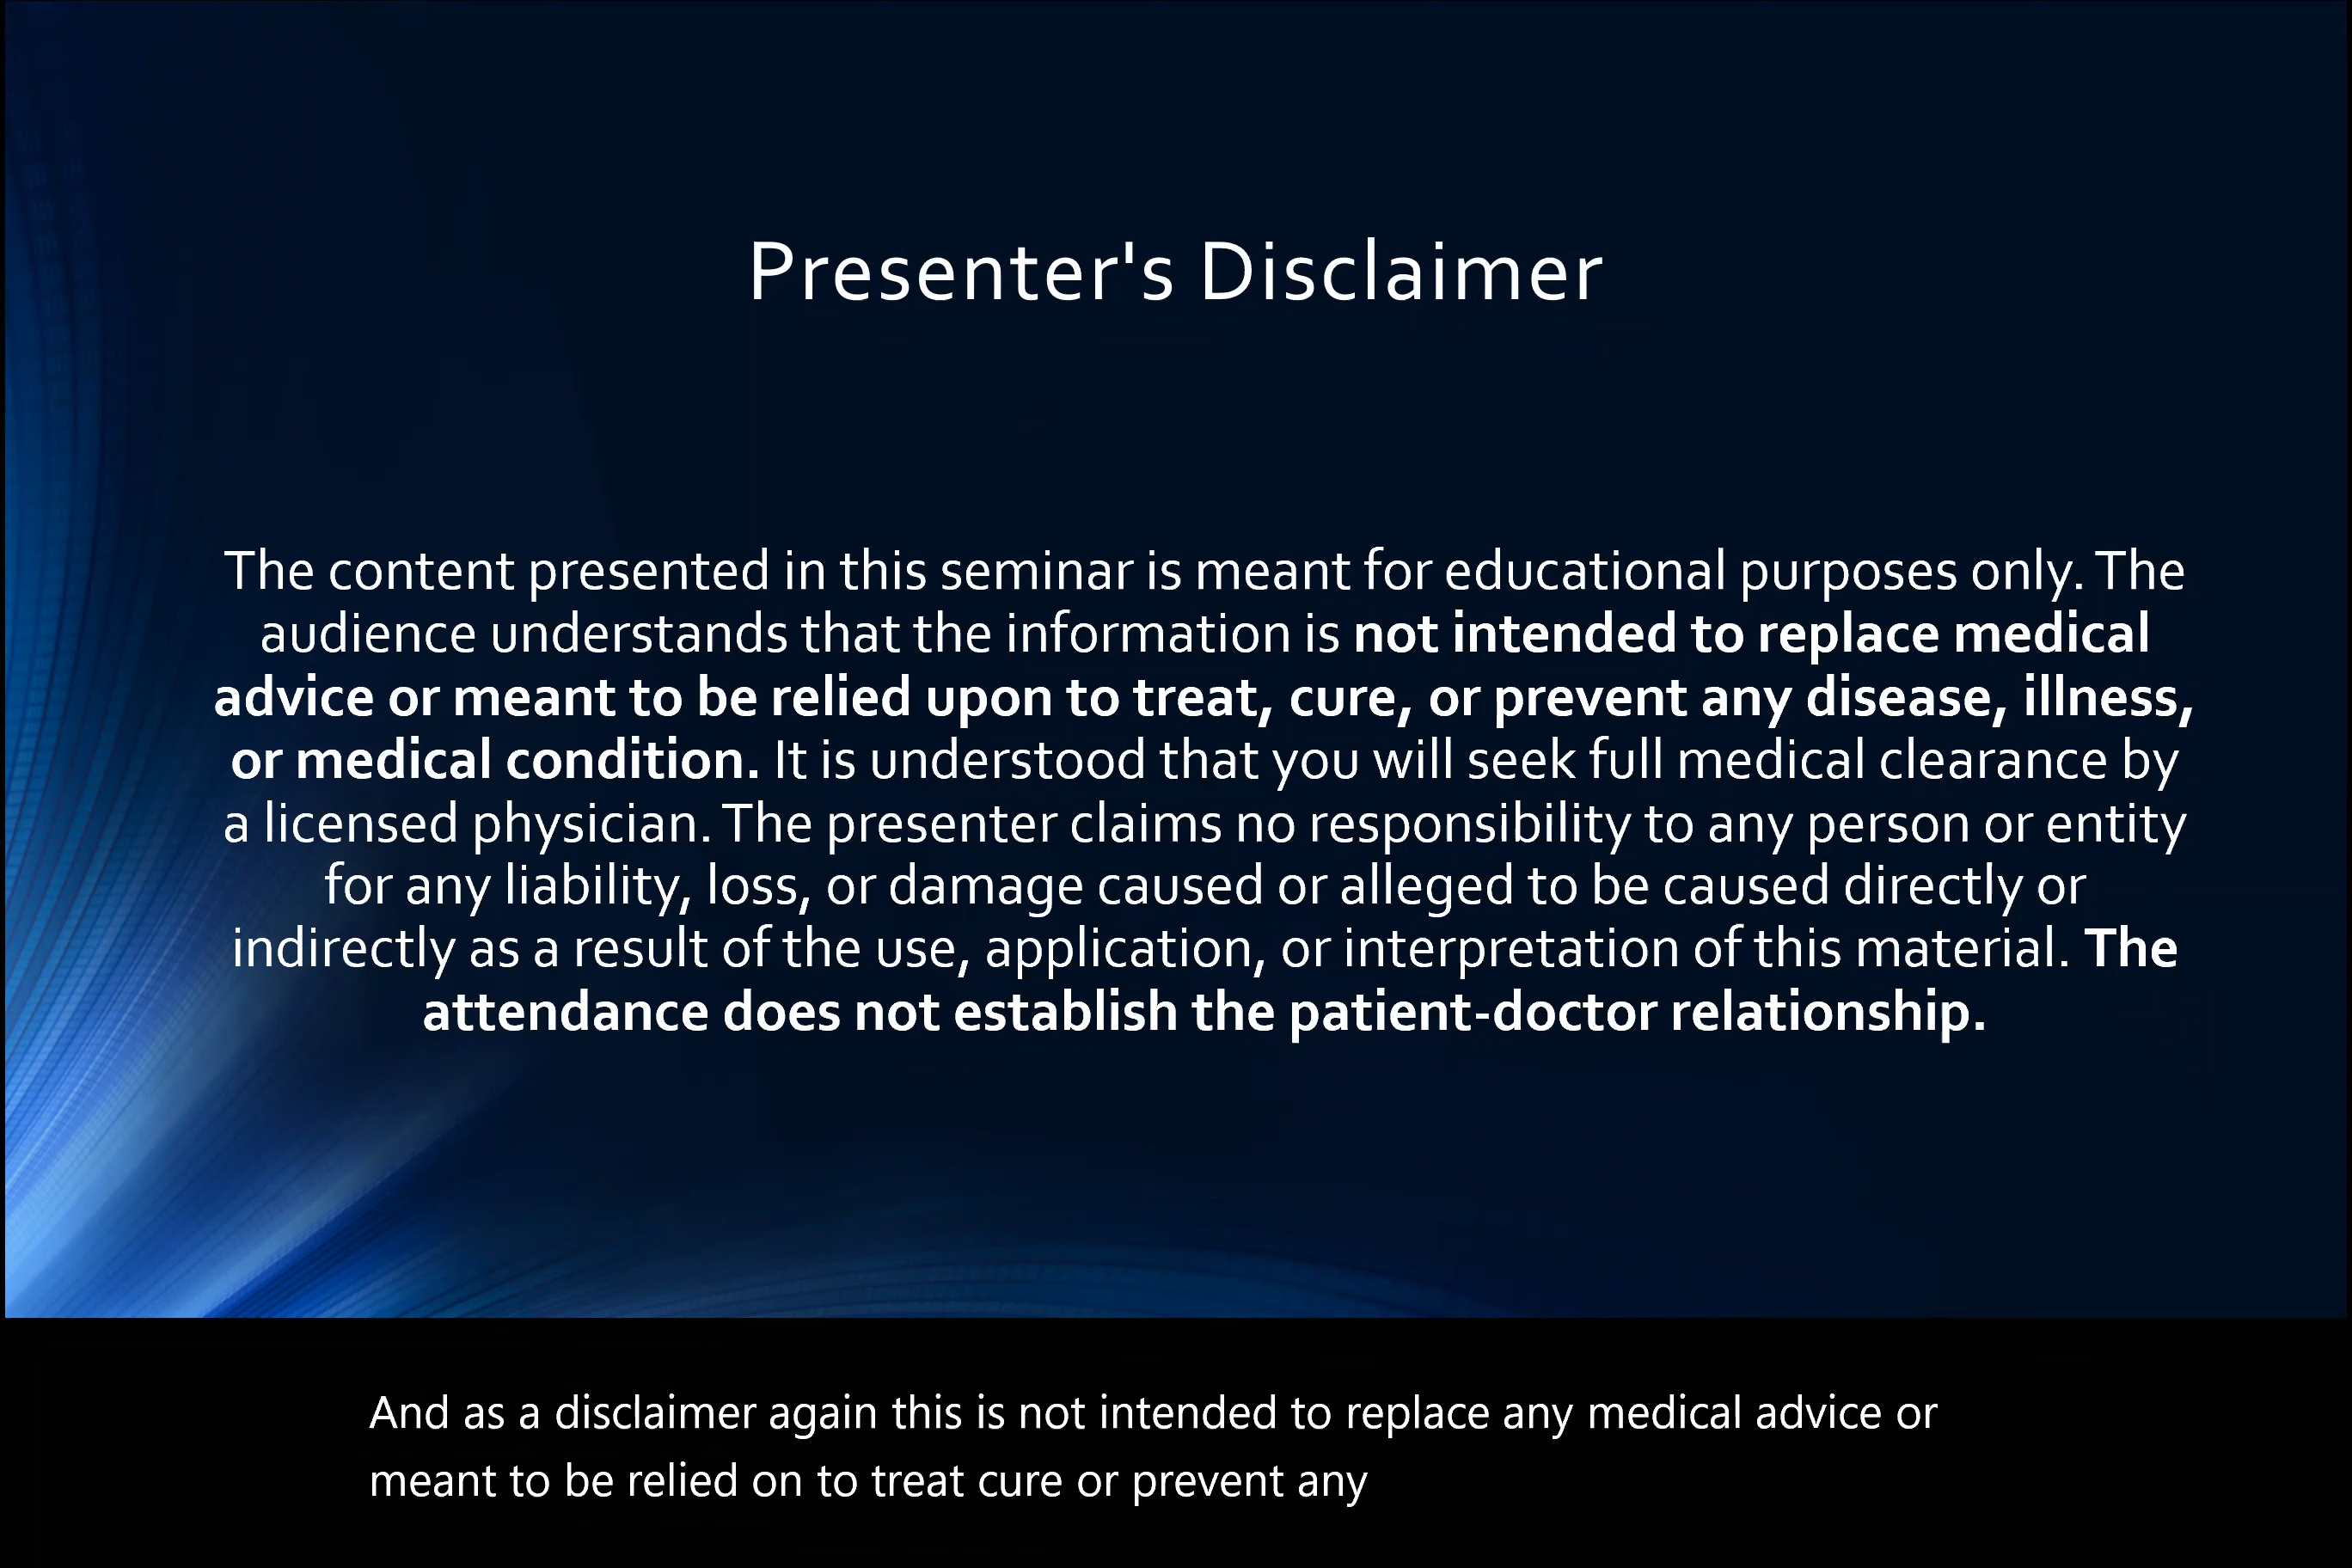 Presenter's Disclaimer
The content presented in this seminar is meant for educational purposes only. The
audience understands that the information is not intended to replace medical
advice or meant to be relied upon to treat, cure, or prevent any disease, illness,
or medical condition. It is understood that you will seek full medical clearance by
a licensed physician. The presenter claims no responsibility to any person or entity
for any liability, loss, or damage caused or alleged to be caused directly or
indirectly as a result of the use, application, or interpretation of this material. The
attendance does not establish the patient-doctor relationship.
And as a disclaimer again this is not intended to replace any medical advice or
meant to be relied on to treat cure or prevent any